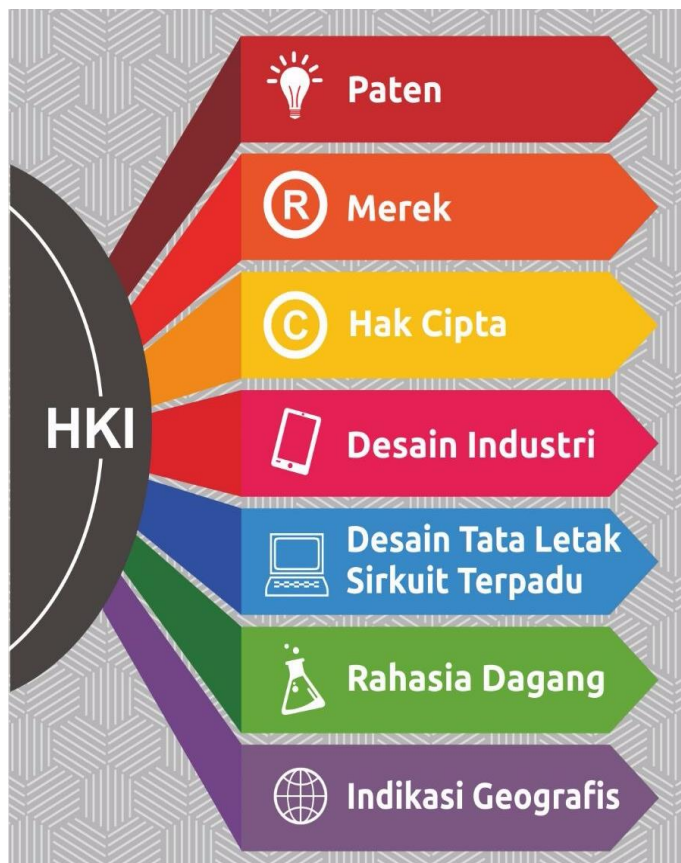 HKI
Paten
R
Merek
C
Hak Cipta
Desain Industri
Desain Tata Letak
Sirkuit Terpadu
Rahasia Dagang
Indikasi Geografis